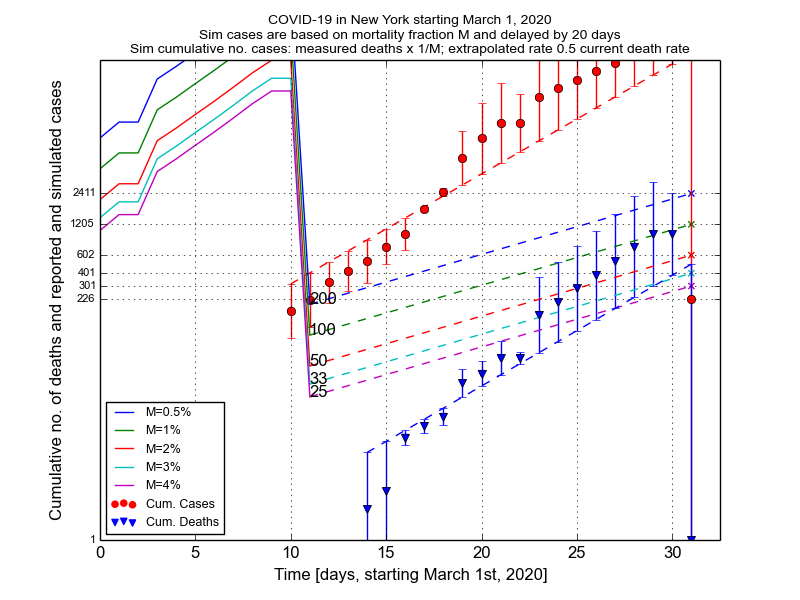 COVID-19 in New York starting March 1, 2020
Sim cases are based on mortality fraction M and delayed by 20 days
Sim cumulative no. cases: measured deaths x 1/M; extrapolated rate 0.5 current death rate
Cumulative no. of deaths and reported and simulated cases
2411
1205
602
401
301
226
1
200
100
50
33
25
M=0.5%
M=1%
M=2%
M=3%
M=4%
Cum. Cases
Cum. Deaths
0 5 10 15 20 25 30
Time [days, starting March 1st, 2020]